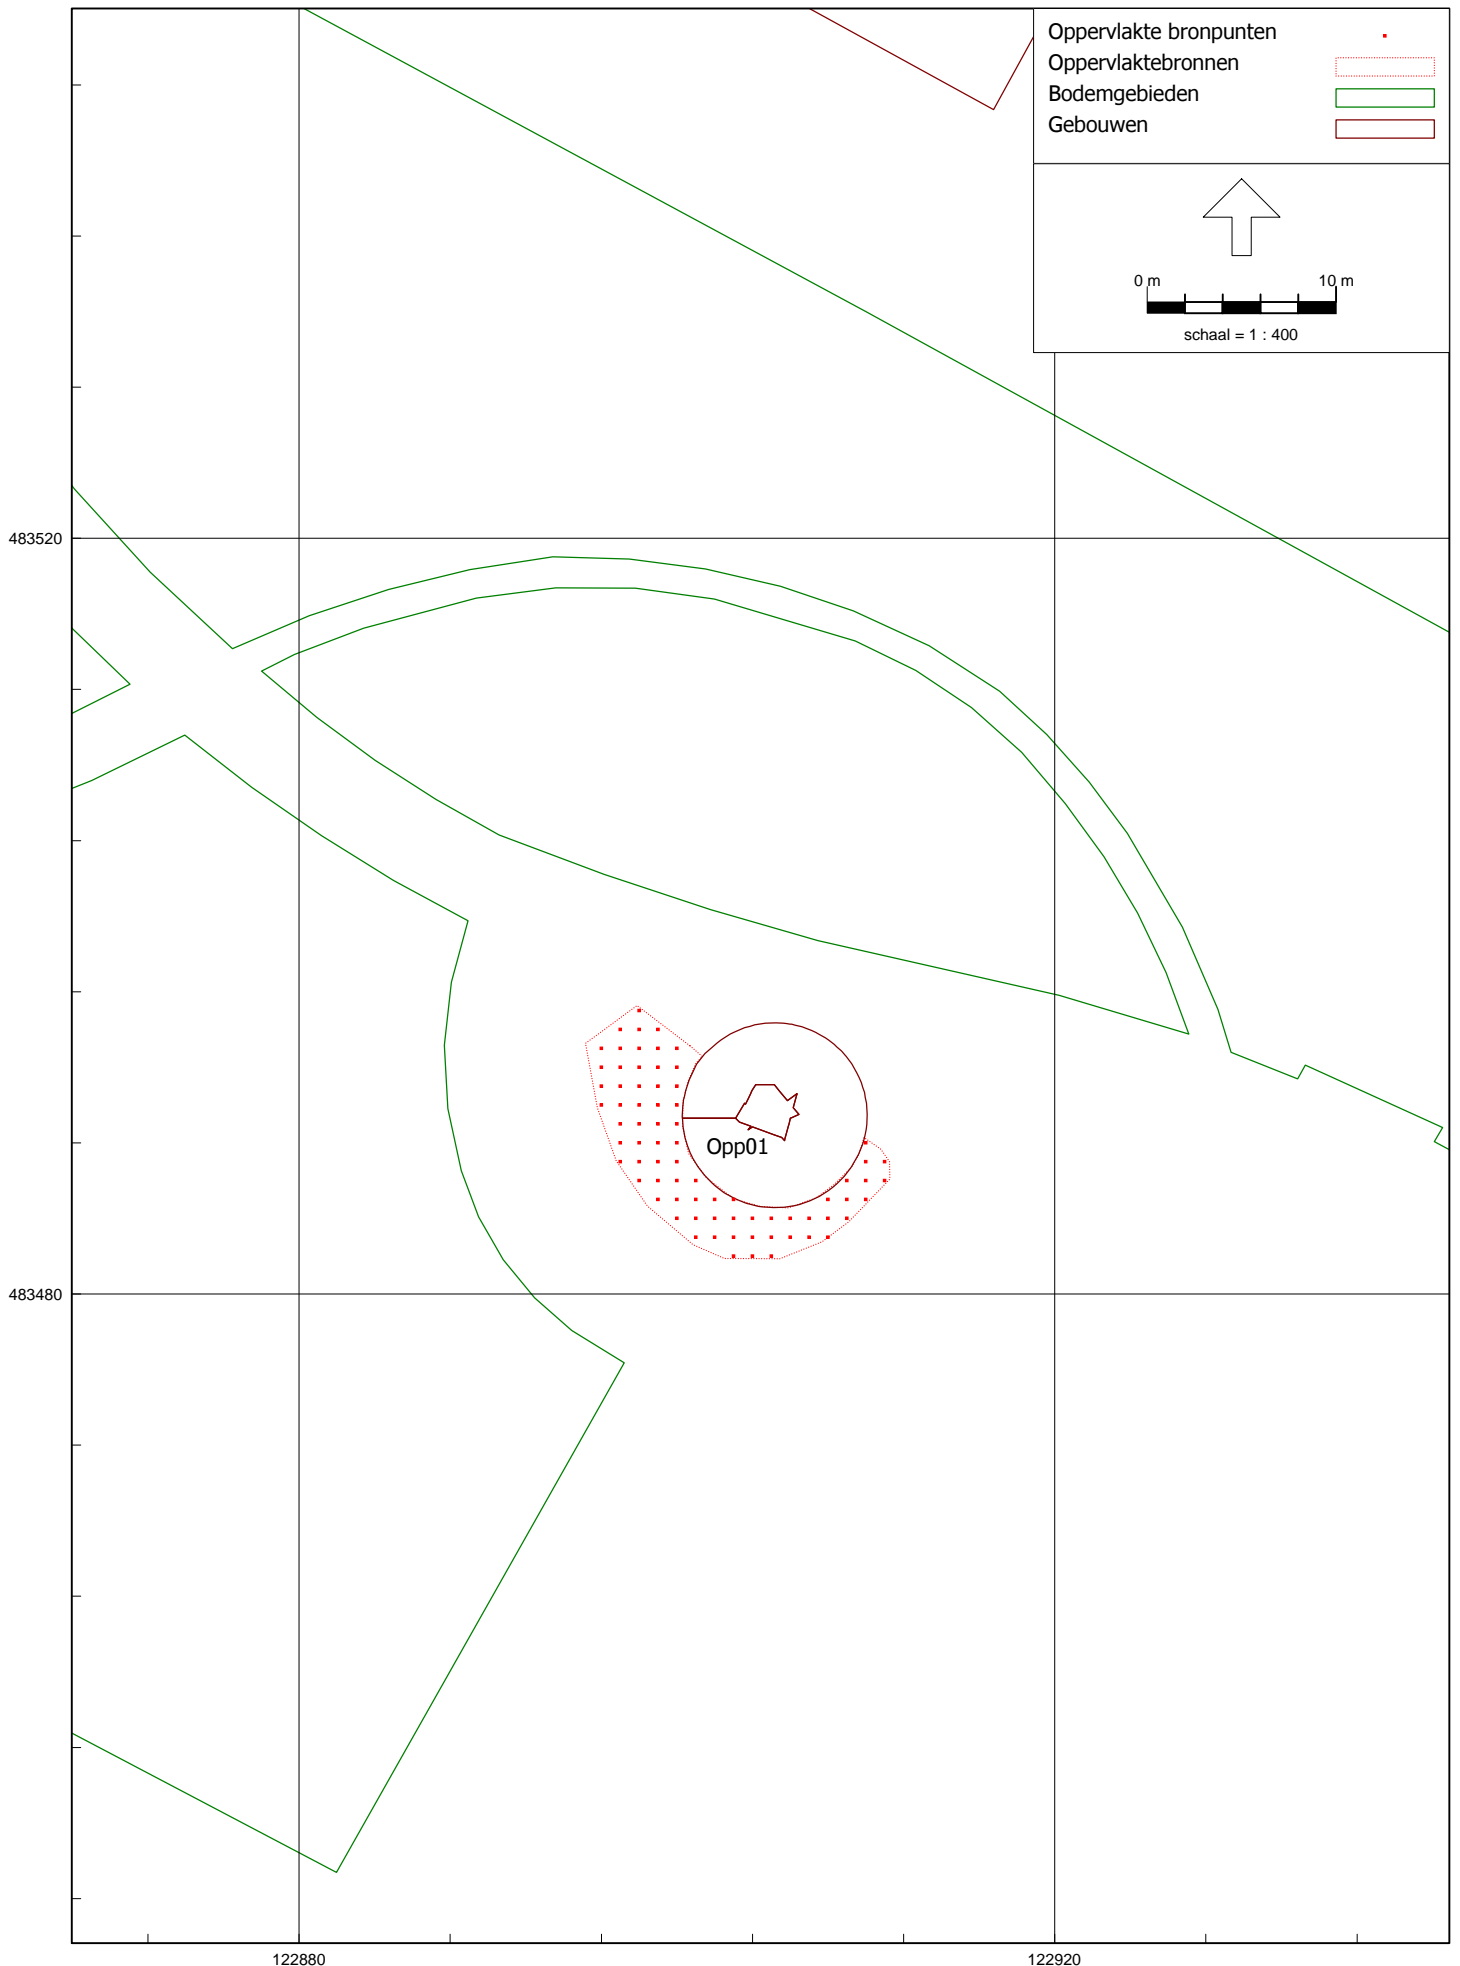 Oppervlakte bronpunten
Oppervlaktebronnen
Bodemgebieden
Gebouwen
0 m 10 m
schaal = 1 : 400
483520
Opp01
483480
122880 122920